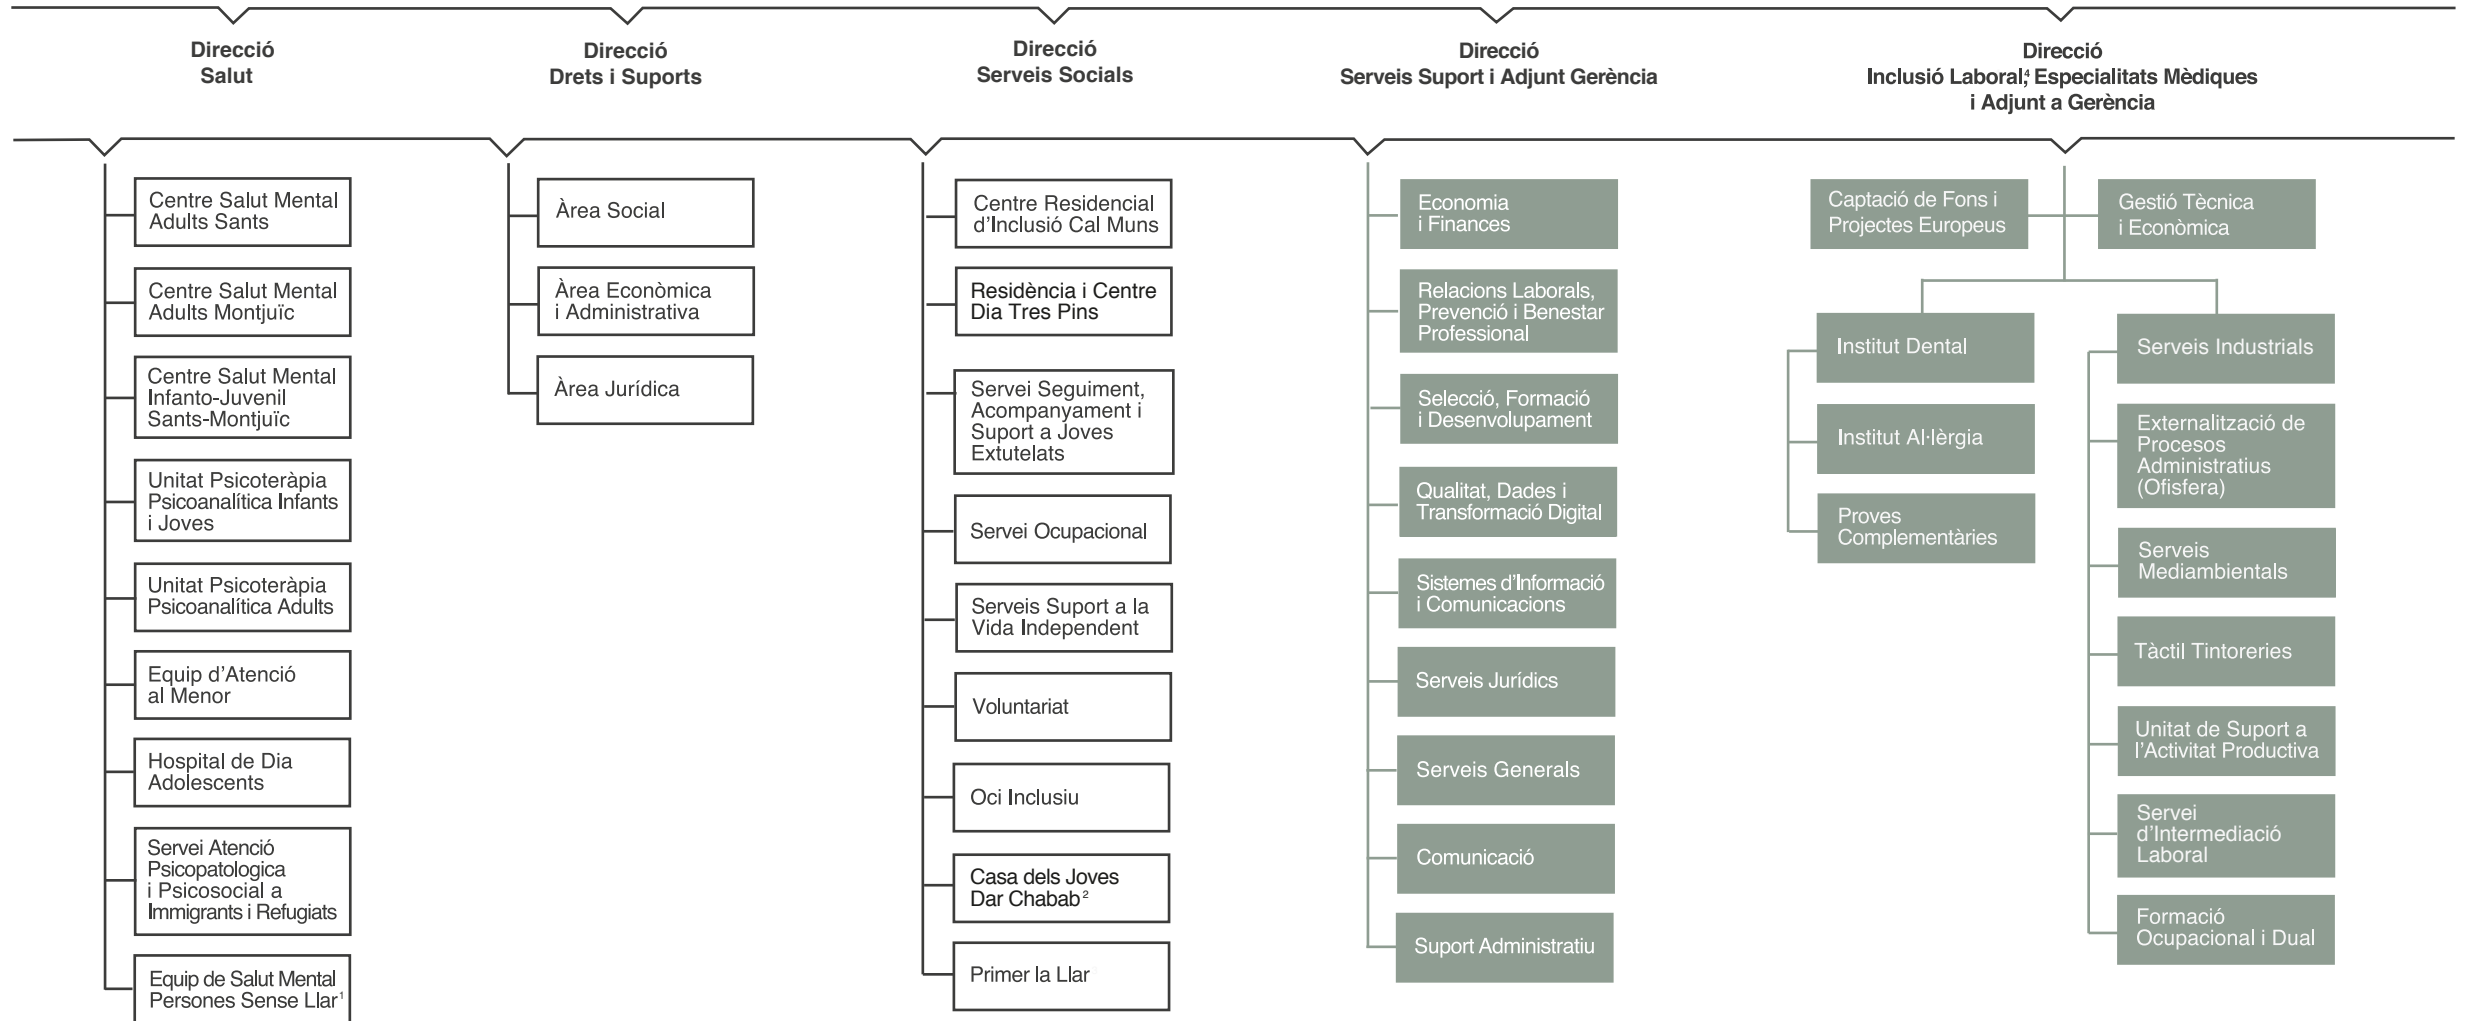 Direcció
Salut
Direcció
Drets i Suports
Direcció
Serveis Socials
Direcció
Serveis Suport i Adjunt Gerència
Direcció
Inclusió Laboral,⁴ Especialitats Mèdiques
i Adjunt a Gerència
Centre Salut Mental
Adults Sants
Centre Salut Mental
Adults Montjuïc
Centre Salut Mental
Infanto-Juvenil
Sants-Montjuïc
Unitat Psicoteràpia
Psicoanalítica Infants
i Joves
Unitat Psicoteràpia
Psicoanalítica Adults
Equip d'Atenció
al Menor
Hospital de Dia
Adolescents
Servei Atenció
Psicopatologica
i Psicosocial a
Immigrants i Refugiats
Equip de Salut Mental
Persones Sense Llar¹
Àrea Social
Àrea Econòmica
i Administrativa
Àrea Jurídica
Centre Residencial
d'Inclusió Cal Muns
Residència i Centre
Dia Tres Pins
Servei Seguiment,
Acompanyament i
Suport a Joves
Extutelats
Servei Ocupacional
Serveis Suport a la
Vida Independent
Voluntariat
Oci Inclusiu
Casa dels Joves
Dar Chabab²
Primer la Llar
Economia
i Finances
Relacions Laborals,
Prevenció i Benestar
Professional
Selecció, Formació
i Desenvolupament
Qualitat, Dades i
Transformació Digital
Sistemes d'Informació
i Comunicacions
Serveis Jurídics
Serveis Generals
Comunicació
Suport Administratiu
Captació de Fons i
Projectes Europeus
Gestió Tècnica
i Econòmica
Institut Dental
Institut Al·lèrgia
Proves
Complementàries
Serveis Industrials
Externalització de
Procesos
Administratius
(Ofisfera)
Serveis
Mediambientals
Tàctil Tintoreries
Unitat de Suport a
l'Activitat Productiva
Servei
d'Intermediació
Laboral
Formació
Ocupacional i Dual